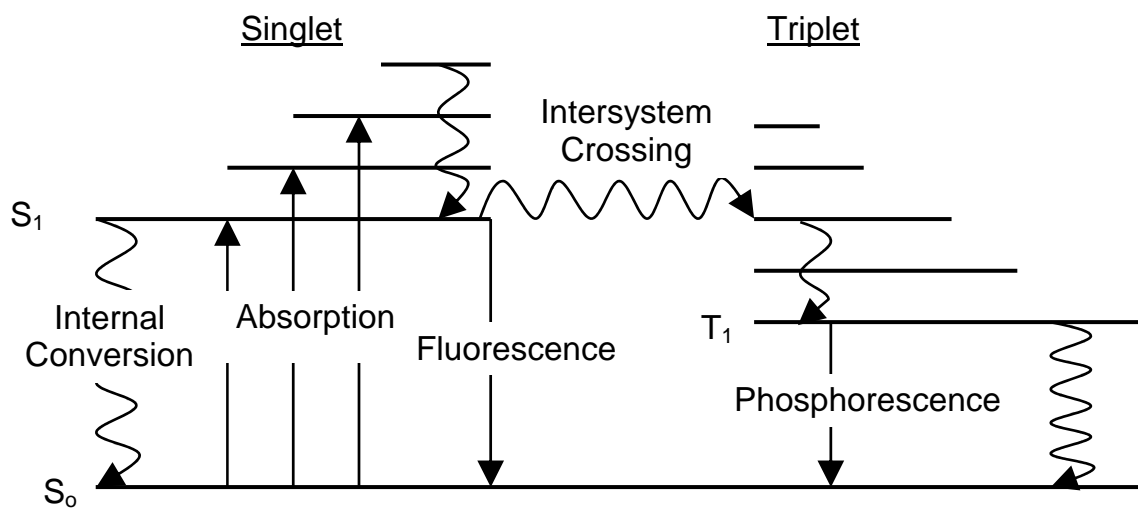 Singlet
Triplet
Intersystem
Crossing
S₁
Internal
Conversion
Absorption
Fluorescence
T₁
Phosphorescence
Sₒ